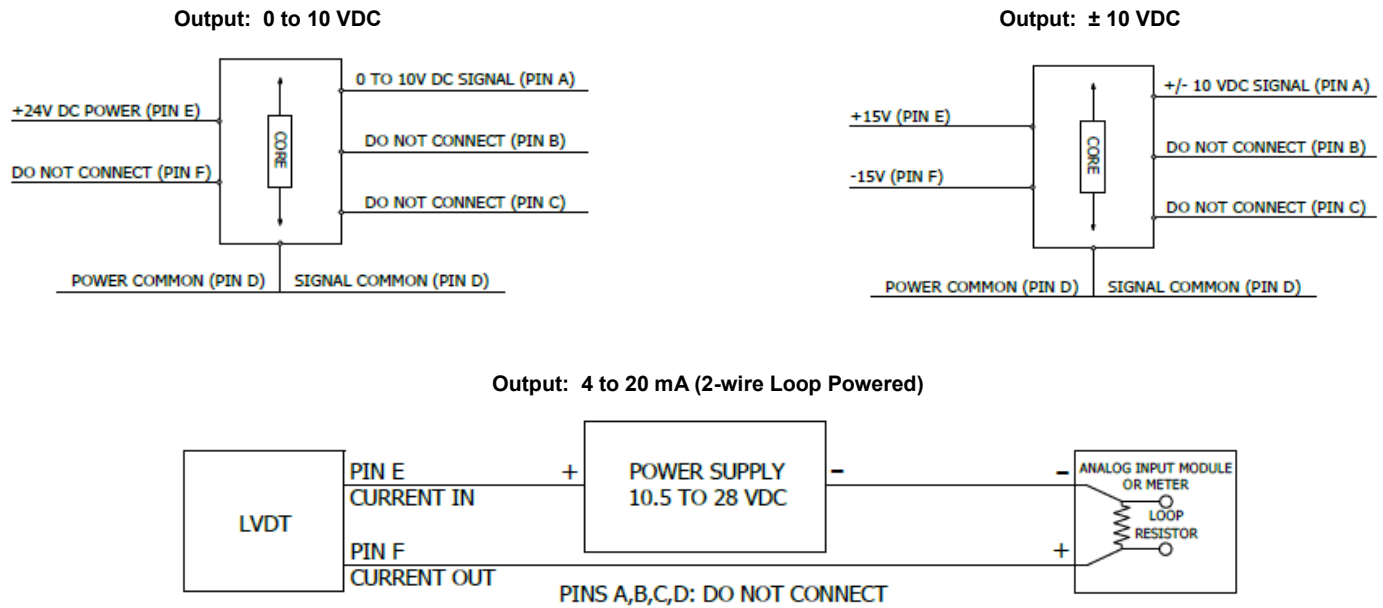 Output: 0 to 10 VDC
0 TO 10V DC SIGNAL (PIN A)
+24V DC POWER (PIN E)
CORE
DO NOT CONNECT (PIN B)
DO NOT CONNECT (PIN F)
DO NOT CONNECT (PIN C)
POWER COMMON (PIN D)
SIGNAL COMMON (PIN D)
Output: ± 10 VDC
+/- 10 VDC SIGNAL (PIN A)
+15V (PIN E)
CORE
DO NOT CONNECT (PIN B)
-15V (PIN F)
DO NOT CONNECT (PIN C)
POWER COMMON (PIN D)
SIGNAL COMMON (PIN D)
Output: 4 to 20 mA (2-wire Loop Powered)
LVDT
PIN E
CURRENT IN
+
POWER SUPPLY
10.5 TO 28 VDC
-
-
ANALOG INPUT MODULE
OR METER
LOOP
RESISTOR
+
PIN F
CURRENT OUT
PINS A,B,C,D: DO NOT CONNECT